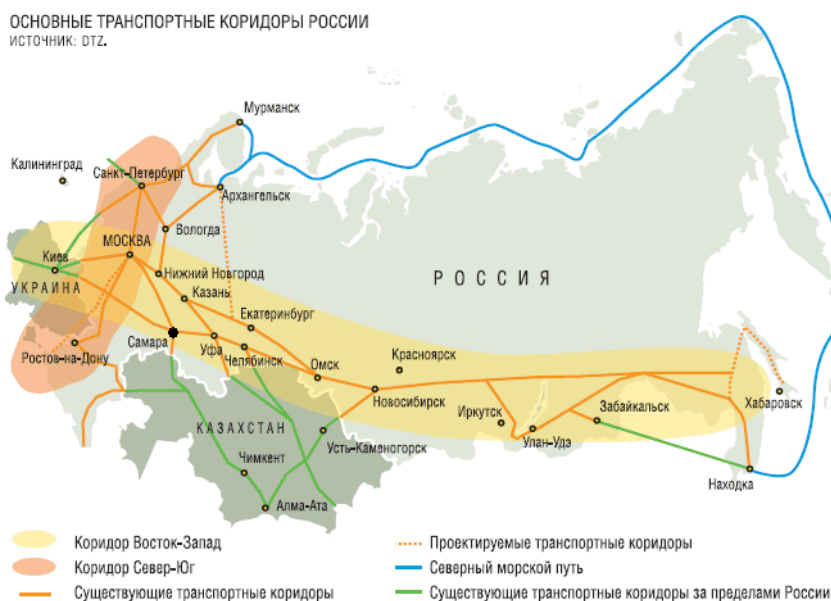 ОСНОВНЫЕ ТРАНСПОРТНЫЕ КОРИДОРЫ РОССИИ
ИСТОЧНИК: DTZ.
Мурманск
Калининград
Санкт-Петербург
Архангельск
Вологда
МОСКВА
Киев
УКРАИНА
Нижний Новгород
Казань
РОССИЯ
Екатеринбург
Самара
Уфа
Ростов-на-Дону
Челябинск
Омск
Красноярск
Новосибирск
Хабаровск
Забайкальск
Иркутск
Улан-Удэ
КАЗАХСТАН
Усть-Каменогорск
Чимкент
Находка
Алма-Ата
Коридор Восток-Запад
Коридор Север-Юг
Существующие транспортные коридоры
Проектируемые транспортные коридоры
Северный морской путь
Существующие транспортные коридоры за пределами России